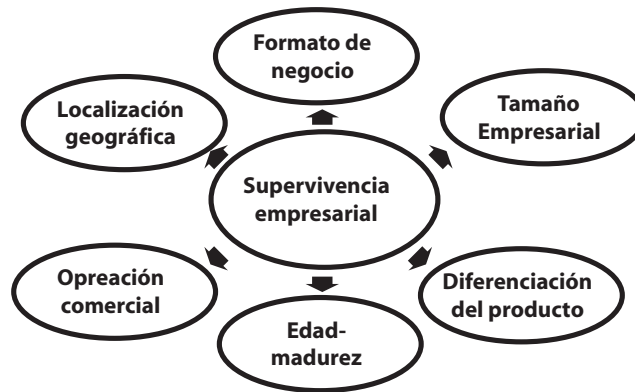 Formato de
negocio
Localización
geográfica
Tamaño
Empresarial
Supervivencia
empresarial
Opreación
comercial
Diferenciación
del producto
Edad-
madurez